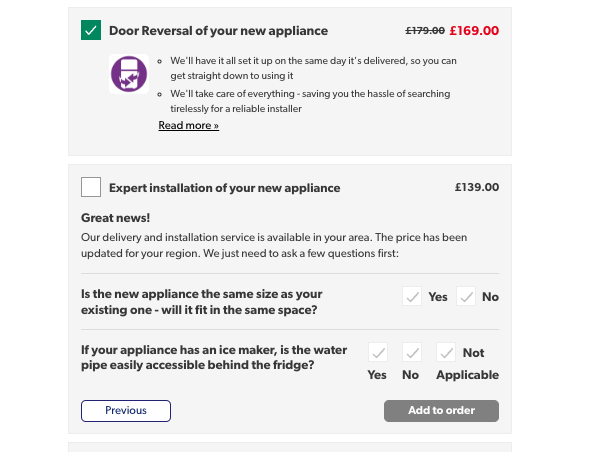 Door Reversal of your new appliance £179.00 £169.00
We'll have it all set it up on the same day it's delivered, so you can
get straight down to using it
We'll take care of everything - saving you the hassle of searching
tirelessly for a reliable installer
Read more »
Expert installation of your new appliance £139.00
Great news!
Our delivery and installation service is available in your area. The price has been
updated for your region. We just need to ask a few questions first:
Is the new appliance the same size as your
existing one - will it fit in the same space?
Yes No
If your appliance has an ice maker, is the water
pipe easily accessible behind the fridge?
Yes No Not
Applicable
Previous Add to order